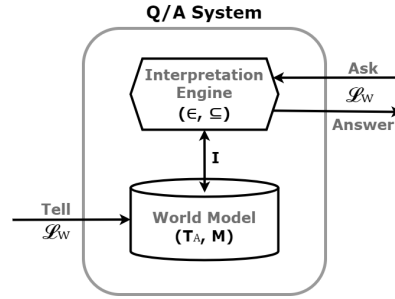 Q/A System
Interpretation
Engine
(∈, ⊆)
Ask
ℒw
Answer
I
Tell
ℒw
World Model
(TA, M)